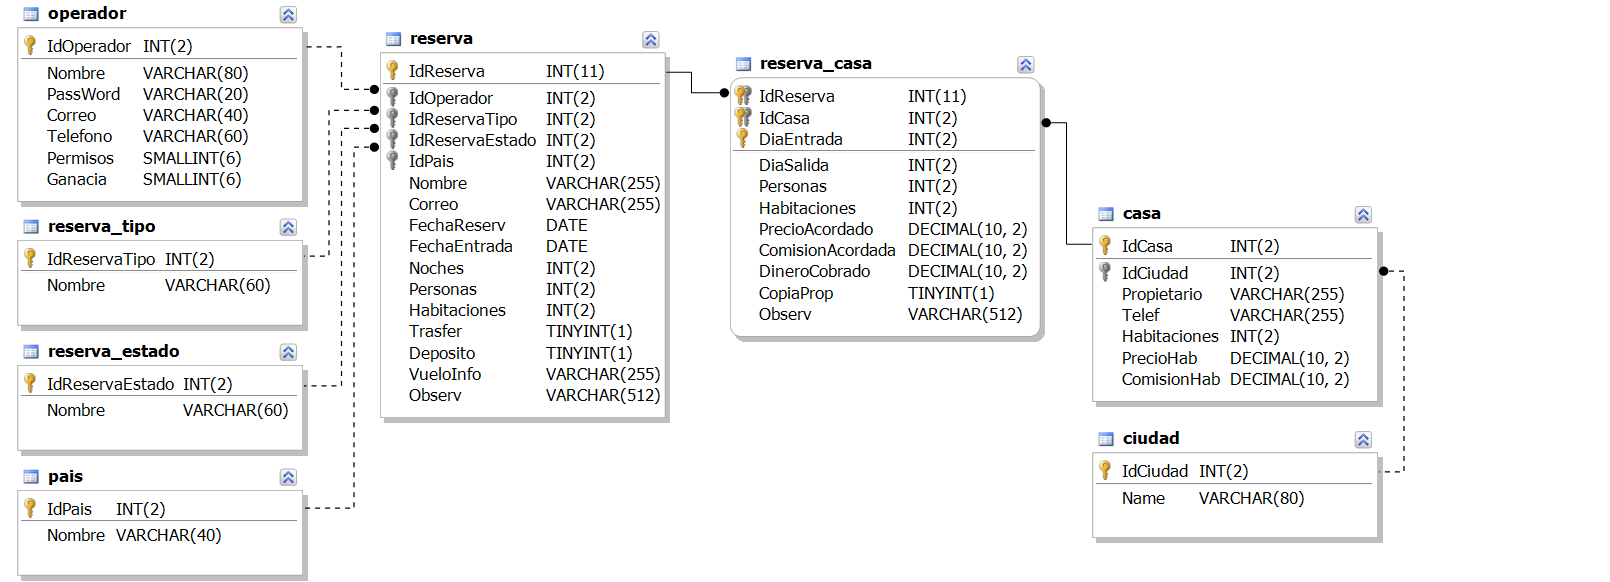 operador
IdOperador INT(2)
Nombre VARCHAR(80)
PassWord VARCHAR(20)
Correo VARCHAR(40)
Telefono VARCHAR(60)
Permisos SMALLINT(6)
Ganacia SMALLINT(6)
reserva_tipo
IdReservaTipo INT(2)
Nombre VARCHAR(60)
reserva_estado
IdReservaEstado INT(2)
Nombre VARCHAR(60)
pais
IdPais INT(2)
Nombre VARCHAR(40)
reserva
IdReserva INT(11)
IdOperador INT(2)
IdReservaTipo INT(2)
IdReservaEstado INT(2)
IdPais INT(2)
Nombre VARCHAR(255)
Correo VARCHAR(255)
FechaReserv DATE
FechaEntrada DATE
Noches INT(2)
Personas INT(2)
Habitaciones INT(2)
Trasfer TINYINT(1)
Deposito TINYINT(1)
VueloInfo VARCHAR(255)
Observ VARCHAR(512)
reserva_casa
IdReserva INT(11)
IdCasa INT(2)
DiaEntrada INT(2)
DiaSalida INT(2)
Personas INT(2)
Habitaciones INT(2)
PrecioAcordado DECIMAL(10, 2)
ComisionAcordada DECIMAL(10, 2)
DineroCobrado DECIMAL(10, 2)
CopiaProp TINYINT(1)
Observ VARCHAR(512)
casa
IdCasa INT(2)
IdCiudad INT(2)
Propietario VARCHAR(255)
Telef VARCHAR(255)
Habitaciones INT(2)
PrecioHab DECIMAL(10, 2)
ComisionHab DECIMAL(10, 2)
ciudad
IdCiudad INT(2)
Name VARCHAR(80)